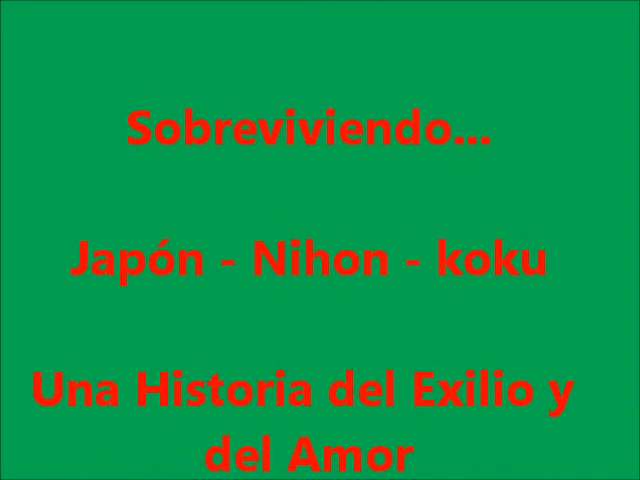 Sobreviviendo...
Japón - Nihon - koku
Una Historia del Exilio y
del Amor